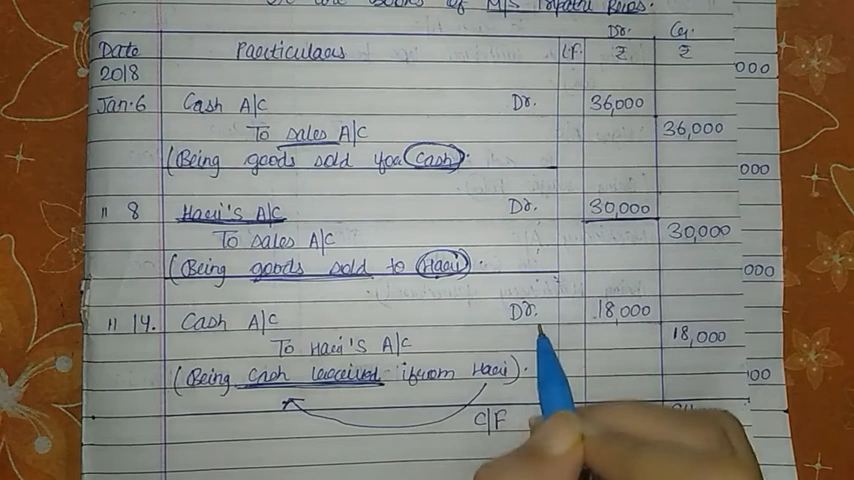 books of M/S
Dr. Cr.
Date Particulars L.F. ₹ ₹
2018
000
Jan.6 Cash A/C Dr. 36,000
To sales A/C 36,000
(Being goods sold for Cash). 000
" 8 Hari's A/C Dr. 30,000
To sales A/C 30,000
(Being goods sold to Hari). 000
" 14. Cash A/C Dr. 18,000
To Hari's A/C 18,000
(Being cash received from Hari). 00
C/F